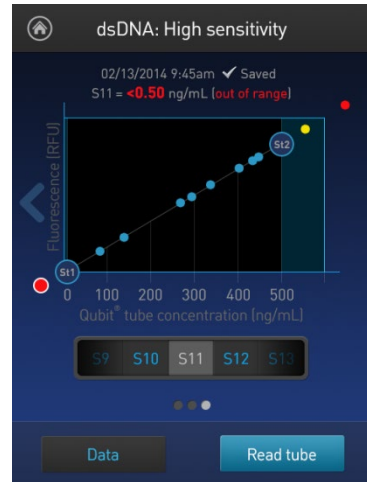 dsDNA: High sensitivity
02/13/2014 9:45am ✓ Saved
S11 = <0.50 ng/mL (out of range)
Fluorescence (RFU)
St2
St1
0 100 200 300 400 500
Qubit® tube concentration (ng/mL)
S9 S10 S11 S12 S13
Data Read tube